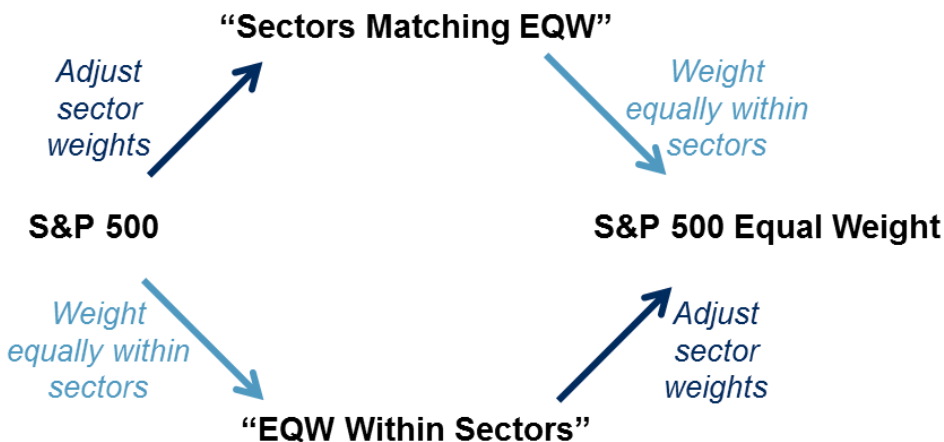 “Sectors Matching EQW”
Adjust
sector
weights
Weight
equally within
sectors
S&P 500
S&P 500 Equal Weight
Weight
equally within
sectors
Adjust
sector
weights
“EQW Within Sectors”